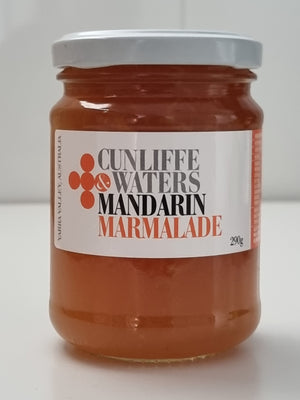 CUNLIFFE
& WATERS
MANDARIN
MARMALADE
290g
YARRA VALLEY, AUSTRALIA